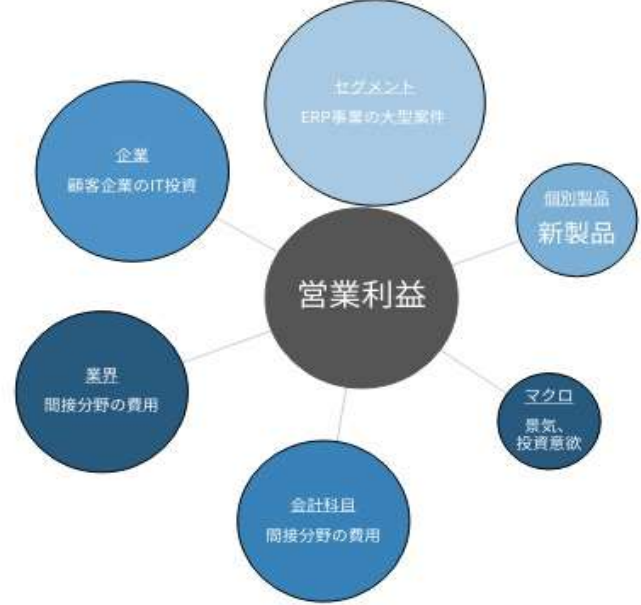 セグメント
ERP事業の大型案件
企業
顧客企業のIT投資
個別製品
新製品
営業利益
業界
間接分野の費用
マクロ
景気、
投資意欲
会計科目
間接分野の費用